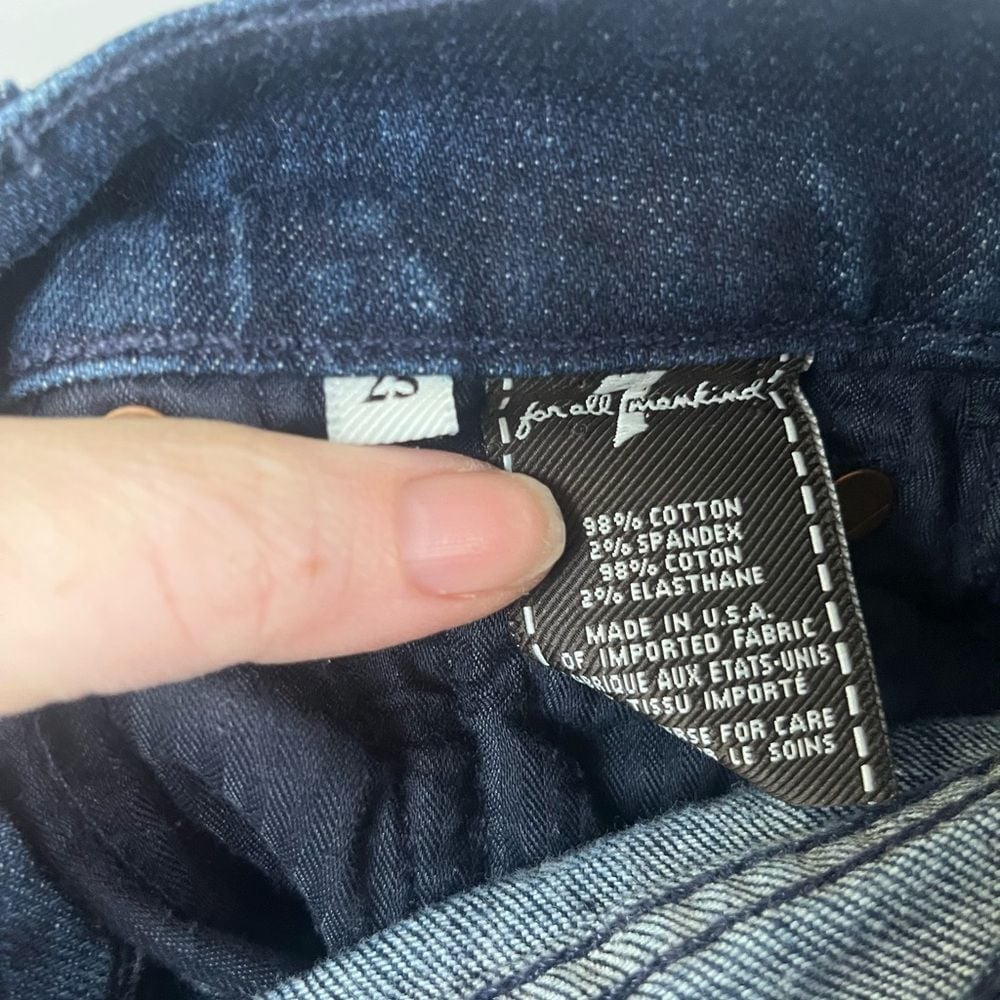 25
for all 7 mankind
98% COTTON
2% SPANDEX
98% COTON
2% ELASTHANE
MADE IN U.S.A.
OF IMPORTED FABRIC
AUX ETATS-UNIS
TISSU IMPORTÉ
FOR CARE
LE SOINS